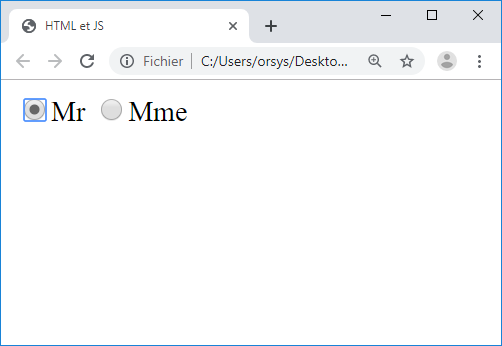 HTML et JS
Fichier C:/Users/orsys/Deskto...
Mr Mme